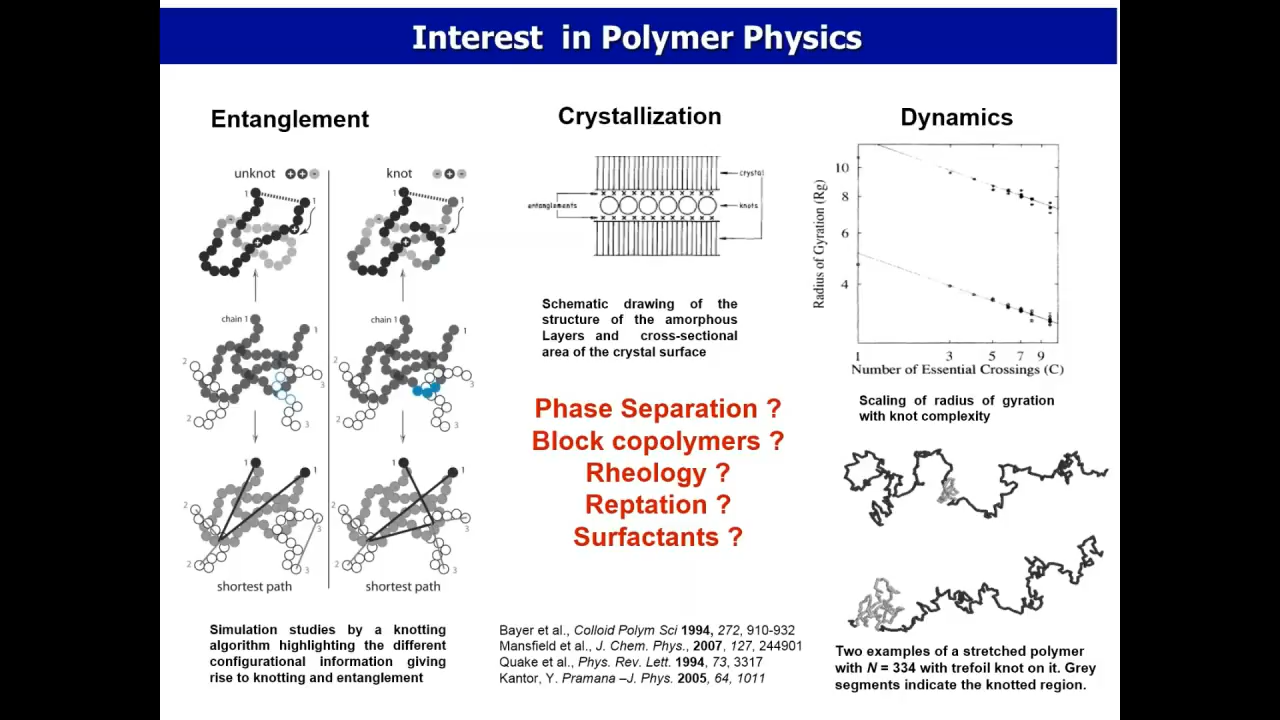 Interest in Polymer Physics
Entanglement
unknot
knot
1
1
1
1
chain 1
1
chain 1
1
2
3
2
3
2
3
2
3
1
1
1
1
2
3
3
2
3
3
shortest path
shortest path
Simulation studies by a knotting
algorithm highlighting the different
configurational information giving
rise to knotting and entanglement
Crystallization
crystal
entanglements
knots
Schematic drawing of the
structure of the amorphous
Layers and cross-sectional
area of the crystal surface
Phase Separation ?
Block copolymers ?
Rheology ?
Reptation ?
Surfactants ?
Bayer et al., Colloid Polym Sci 1994, 272, 910-932
Mansfield et al., J. Chem. Phys., 2007, 127, 244901
Quake et al., Phys. Rev. Lett. 1994, 73, 3317
Kantor, Y. Pramana –J. Phys. 2005, 64, 1011
Dynamics
Radius of Gyration (Rg)
10
8
6
4
1 3 5 7 9
Number of Essential Crossings (C)
Scaling of radius of gyration
with knot complexity
Two examples of a stretched polymer
with N = 334 with trefoil knot on it. Grey
segments indicate the knotted region.